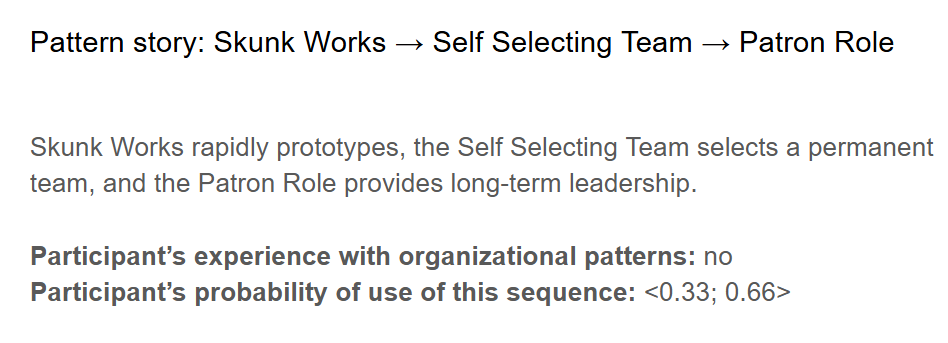 Pattern story: Skunk Works → Self Selecting Team → Patron Role
Skunk Works rapidly prototypes, the Self Selecting Team selects a permanent
team, and the Patron Role provides long-term leadership.
Participant’s experience with organizational patterns: no
Participant’s probability of use of this sequence: <0.33; 0.66>